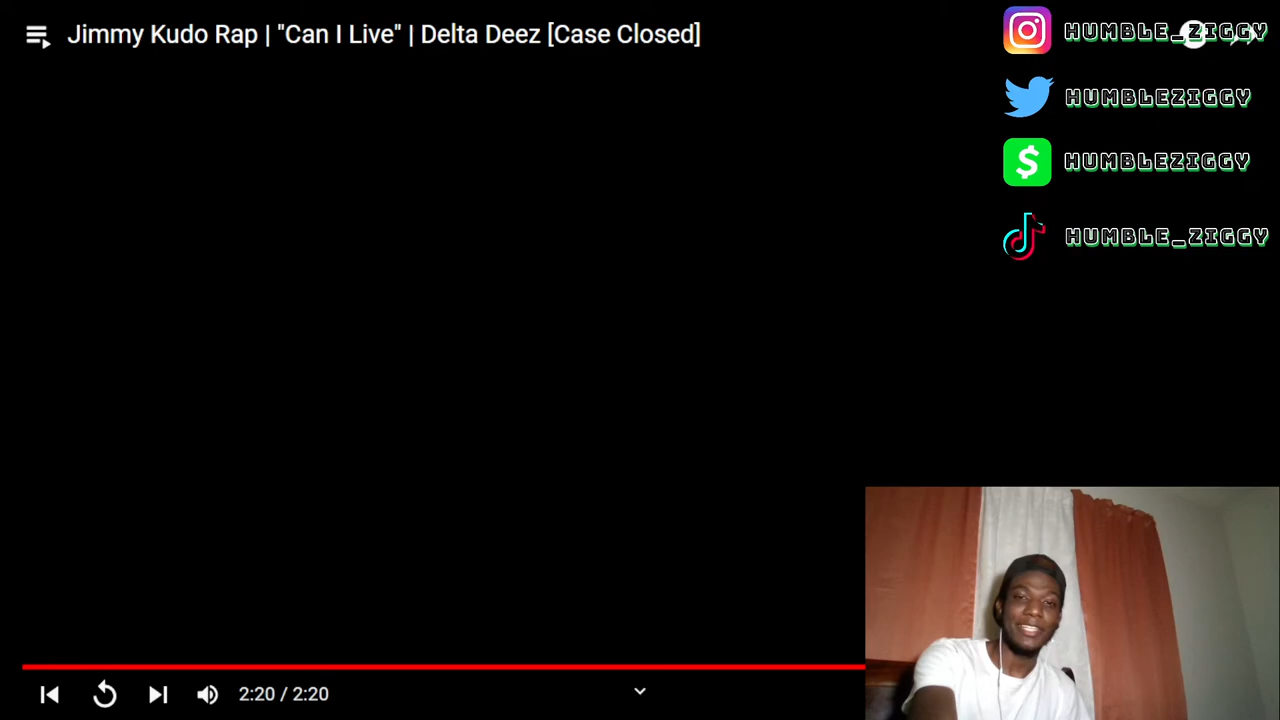 Jimmy Kudo Rap | "Can I Live" | Delta Deez [Case Closed]
HUMBLE_ZIGGY
HUMBLEZIGGY
HUMBLEZIGGY
HUMBLE_ZIGGY
2:20 / 2:20